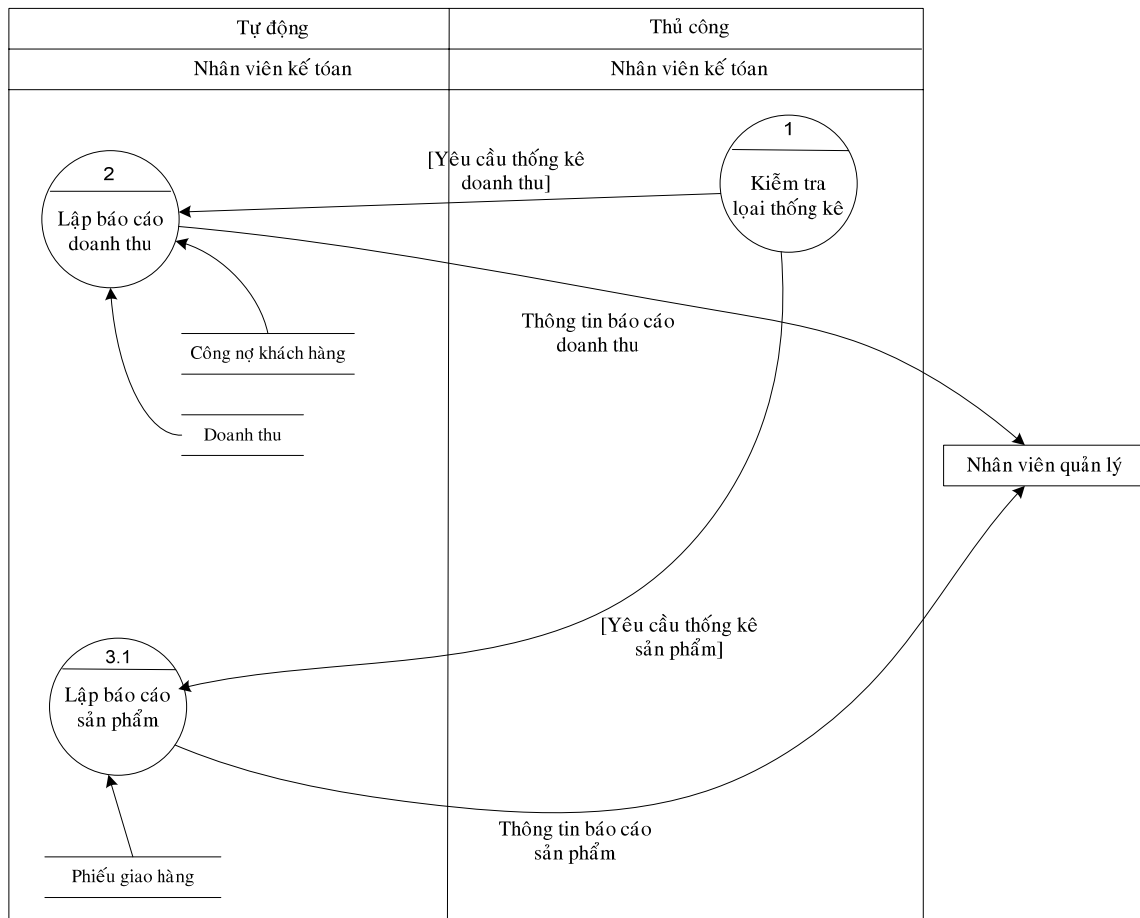 Tự động
Thủ công
Nhân viên kế tóan
Nhân viên kế tóan
1
Kiễm tra
lọai thống kê
[Yêu cầu thống kê
doanh thu]
2
Lập báo cáo
doanh thu
Thông tin báo cáo
doanh thu
Công nợ khách hàng
Doanh thu
Nhân viên quản lý
[Yêu cầu thống kê
sản phẩm]
3.1
Lập báo cáo
sản phẩm
Thông tin báo cáo
sản phẩm
Phiếu giao hàng